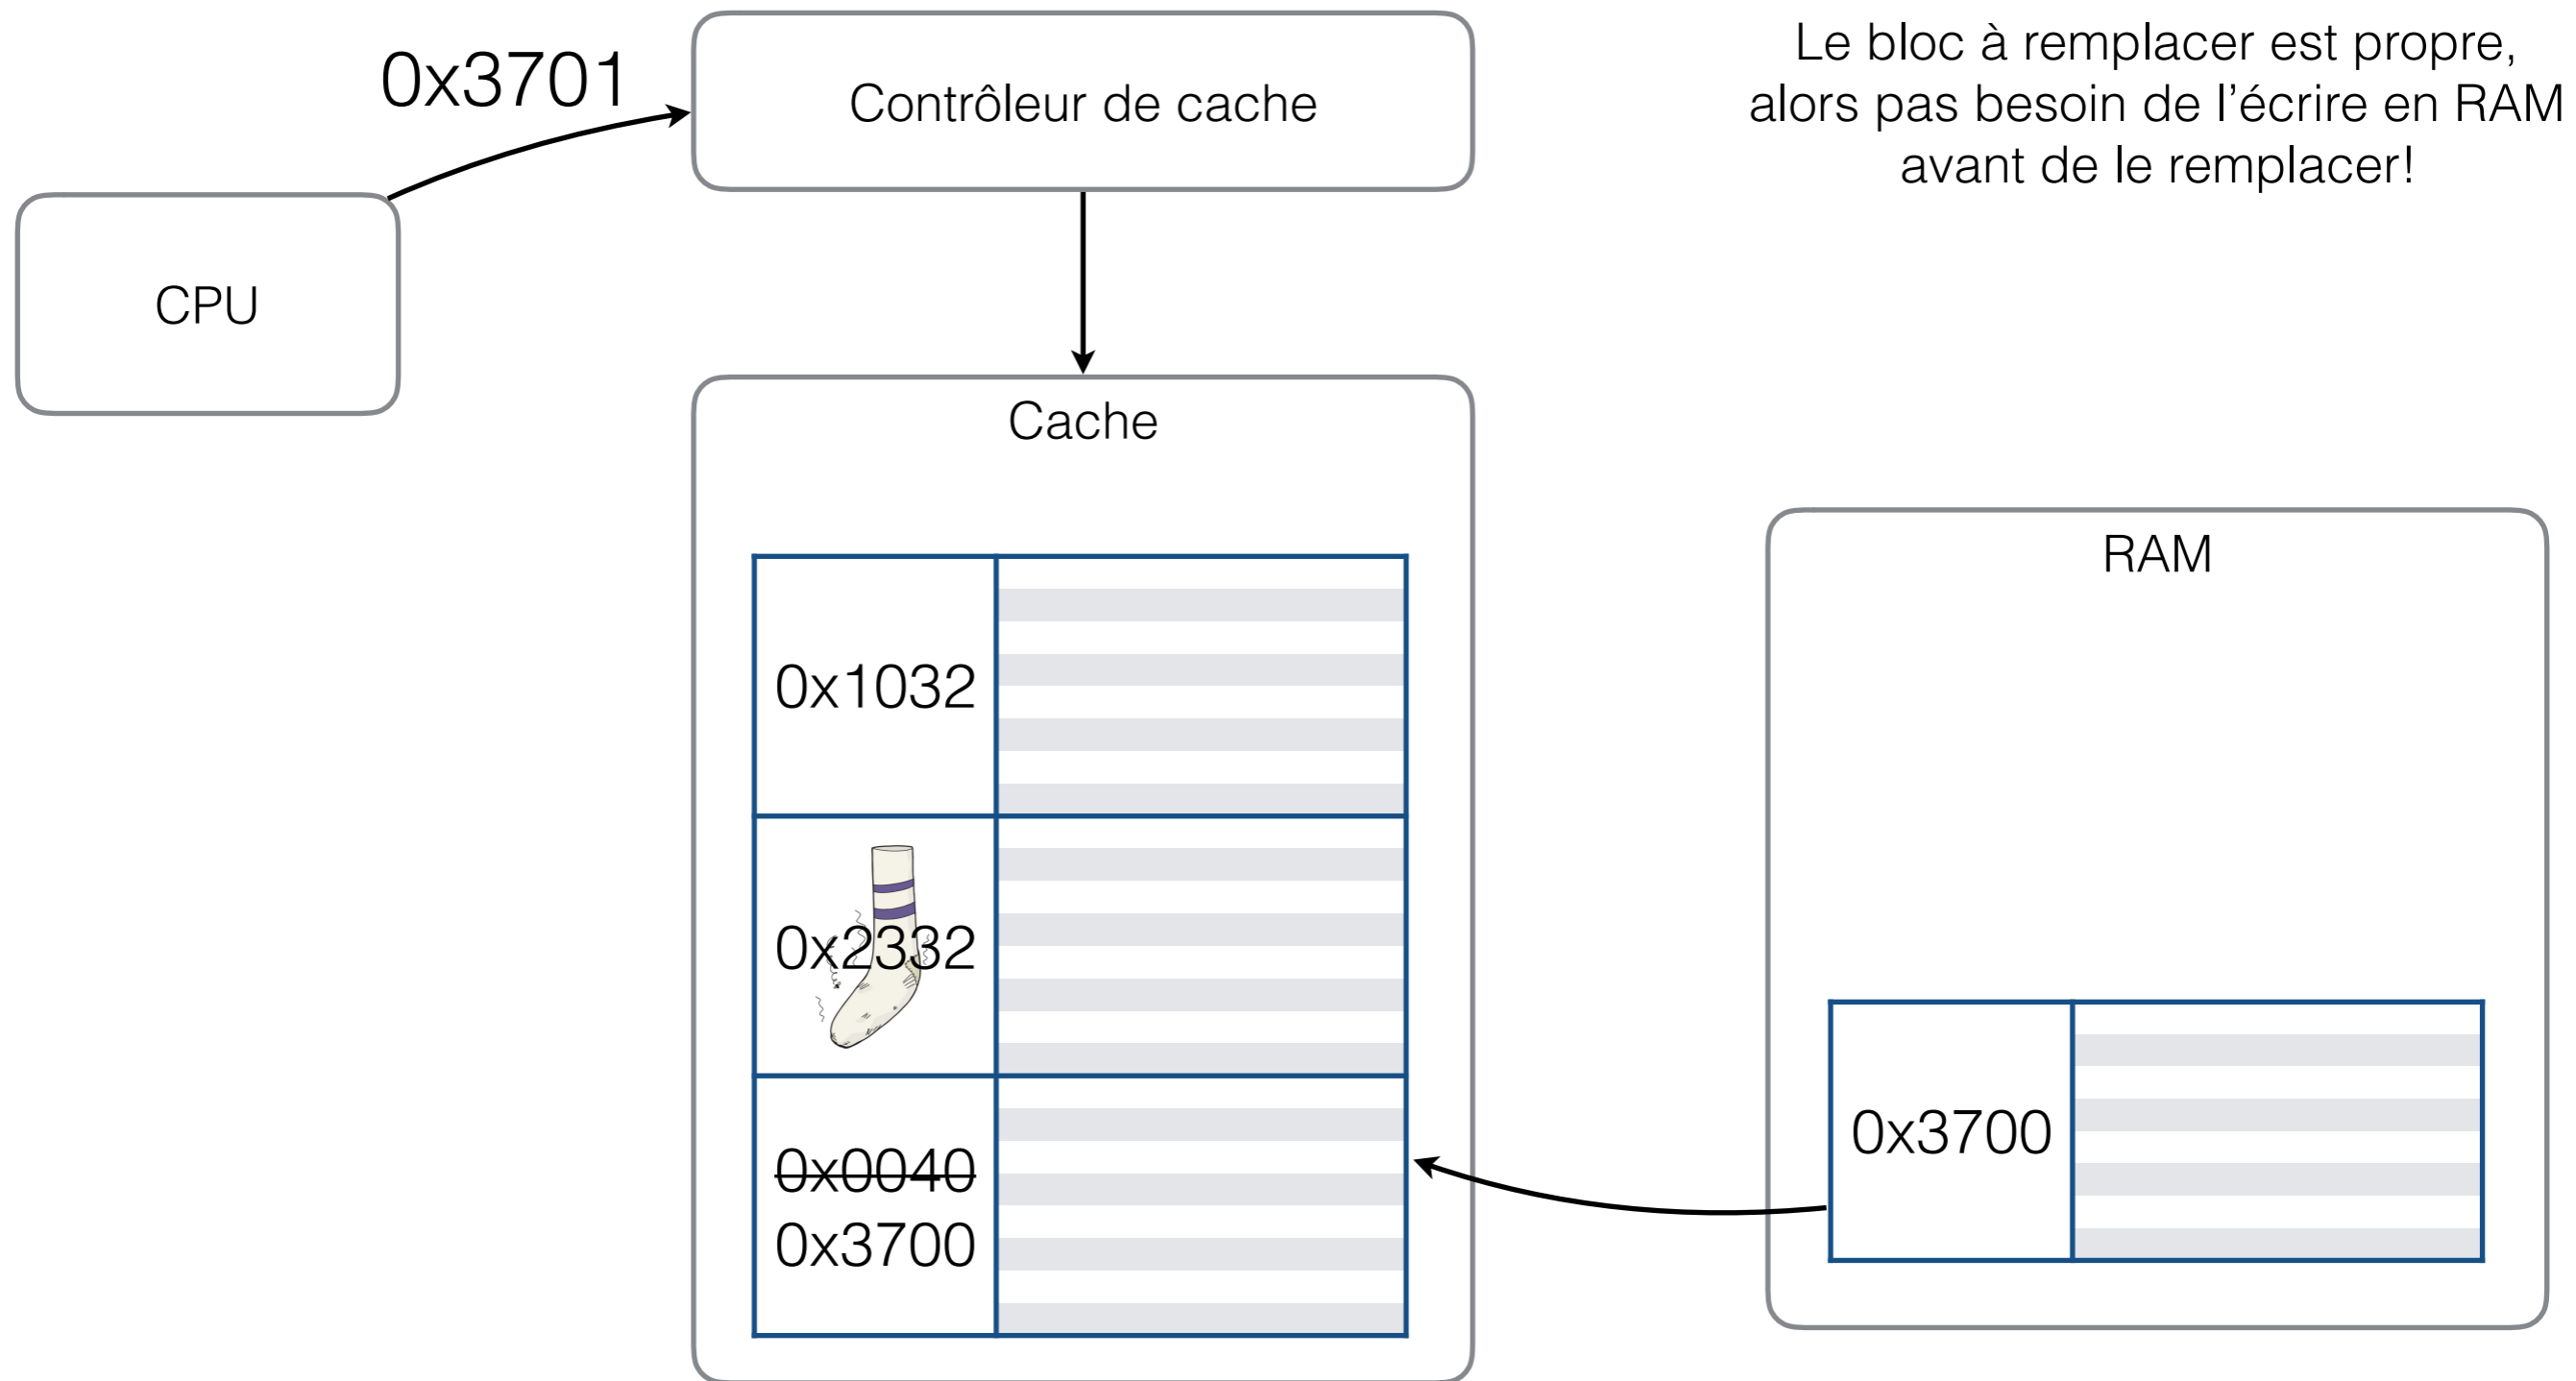 0x3701
Contrôleur de cache
Le bloc à remplacer est propre,
alors pas besoin de l'écrire en RAM
avant de le remplacer!
CPU
Cache
0x1032
0x2332
0x0040
0x3700
RAM
0x3700